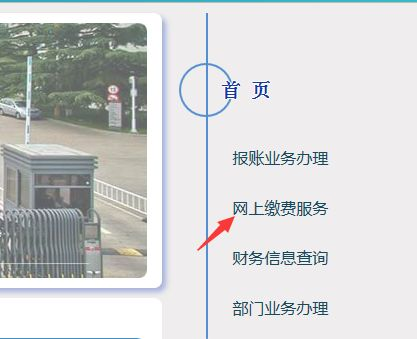 首 页
报账业务办理
网上缴费服务
财务信息查询
部门业务办理